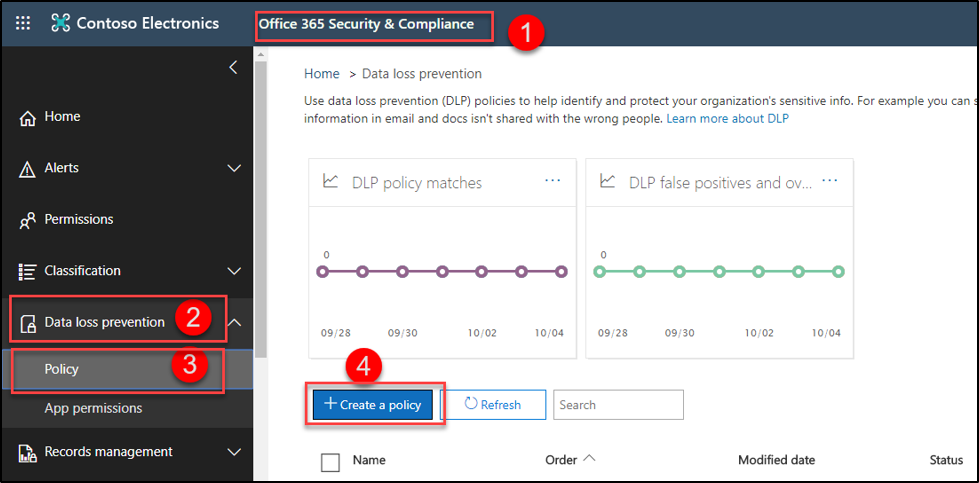 Contoso Electronics
Office 365 Security & Compliance
1
Home
Alerts
Permissions
Classification
Data loss prevention
2
Policy
3
App permissions
Records management
Home > Data loss prevention
Use data loss prevention (DLP) policies to help identify and protect your organization's sensitive info. For example you can s
information in email and docs isn't shared with the wrong people. Learn more about DLP
DLP policy matches
...
0
09/28 09/30 10/02 10/04
DLP false positives and ov...
...
0
09/28 09/30 10/02 10/04
4
+ Create a policy
Refresh
Search
Name Order Modified date Status